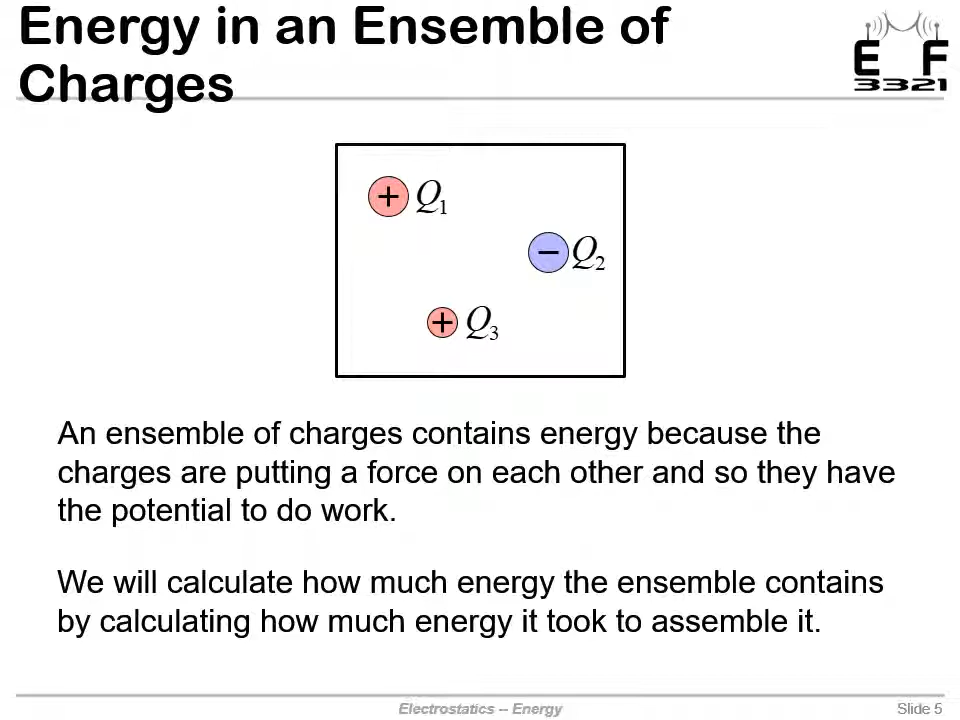 Energy in an Ensemble of
Charges
E F
3321
+ Q1
− Q2
+ Q3
An ensemble of charges contains energy because the
charges are putting a force on each other and so they have
the potential to do work.
We will calculate how much energy the ensemble contains
by calculating how much energy it took to assemble it.
Electrostatics -- Energy
Slide 5